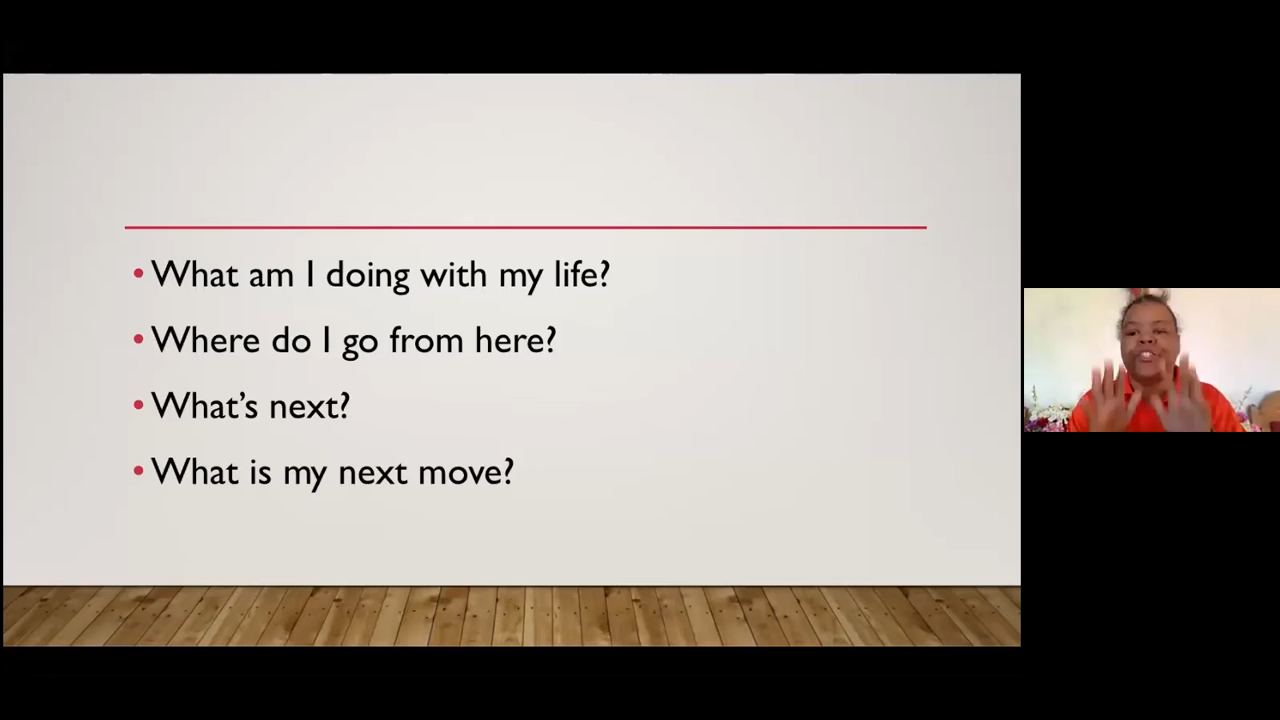 • What am I doing with my life?
• Where do I go from here?
• What’s next?
• What is my next move?